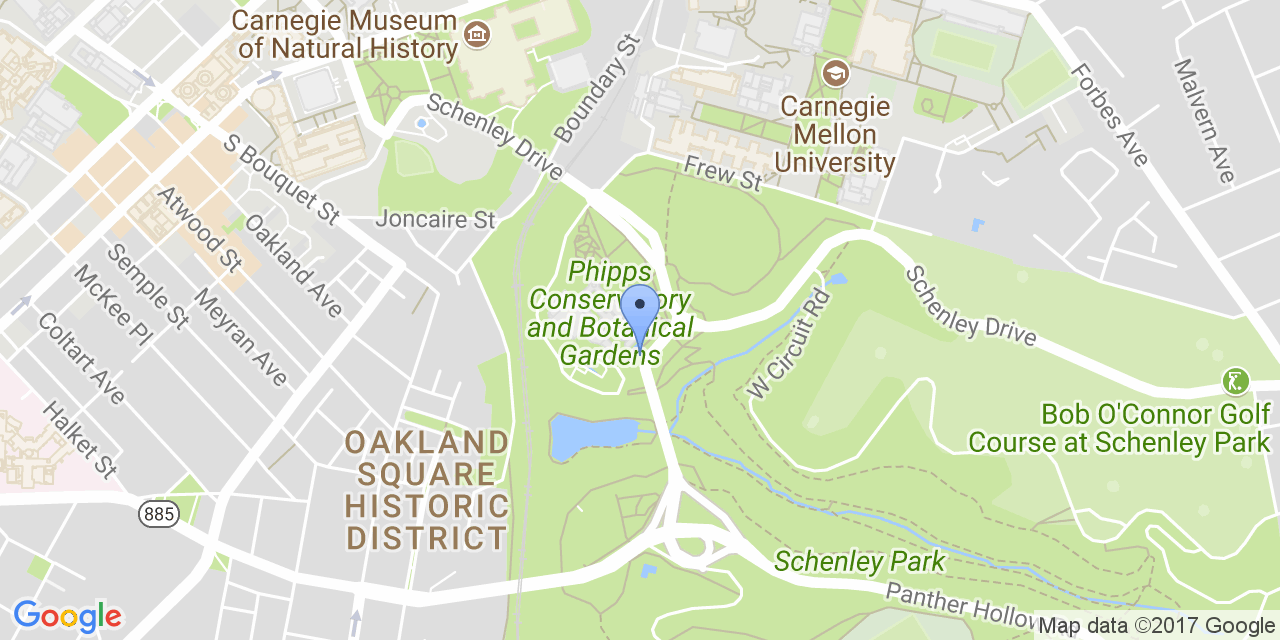 Carnegie Museum
of Natural History
Boundary St
Schenley Drive
Carnegie
Mellon
University
Forbes Ave
Malvern Ave
S Bouquet St
Frew St
Atwood St
Oakland Ave
Joncaire St
Semple St
McKee Pl
Meyran Ave
Coltart Ave
Halket St
Phipps
Conservatory
and Botanical
Gardens
W Circuit Rd
Schenley Drive
Bob O'Connor Golf
Course at Schenley Park
OAKLAND
SQUARE
HISTORIC
DISTRICT
885
Schenley Park
Panther Hollow
Google
Map data ©2017 Google